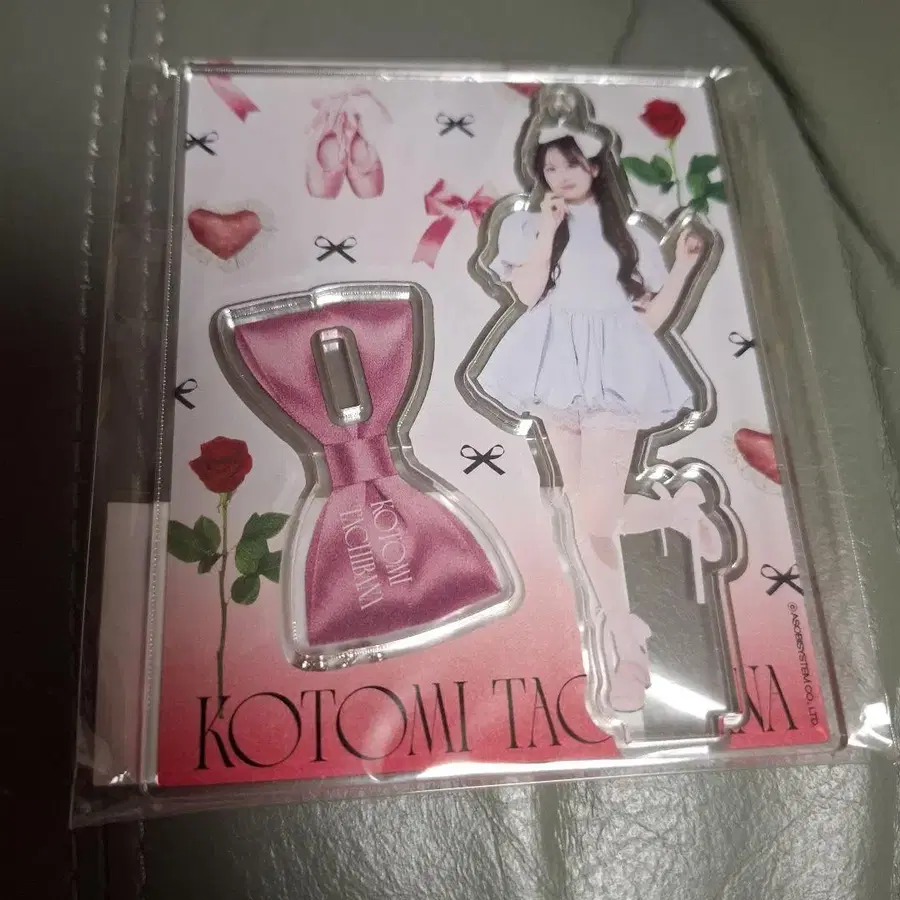 KOTOMI
TACHIBANA
KOTOMI TAC NA
© ASOBISYSTEM CO., LTD.